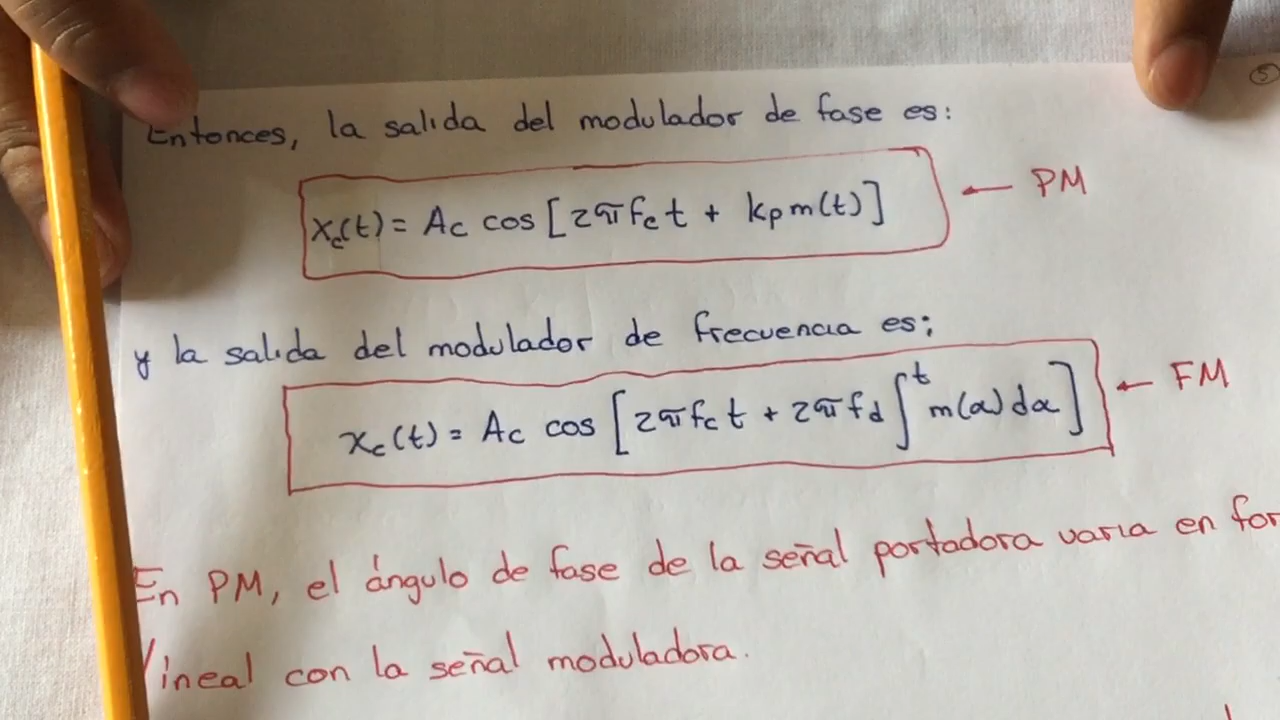 5
Entonces, la salida del modulador de fase es:
x_c(t) = A_c cos [2πf_c t + k_p m(t)] ← PM
y la salida del modulador de frecuencia es:
x_c(t) = A_c cos [2πf_c t + 2πf_d ∫^t m(α) dα] ← FM
En PM, el ángulo de fase de la señal portadora varia en for
lineal con la señal moduladora.